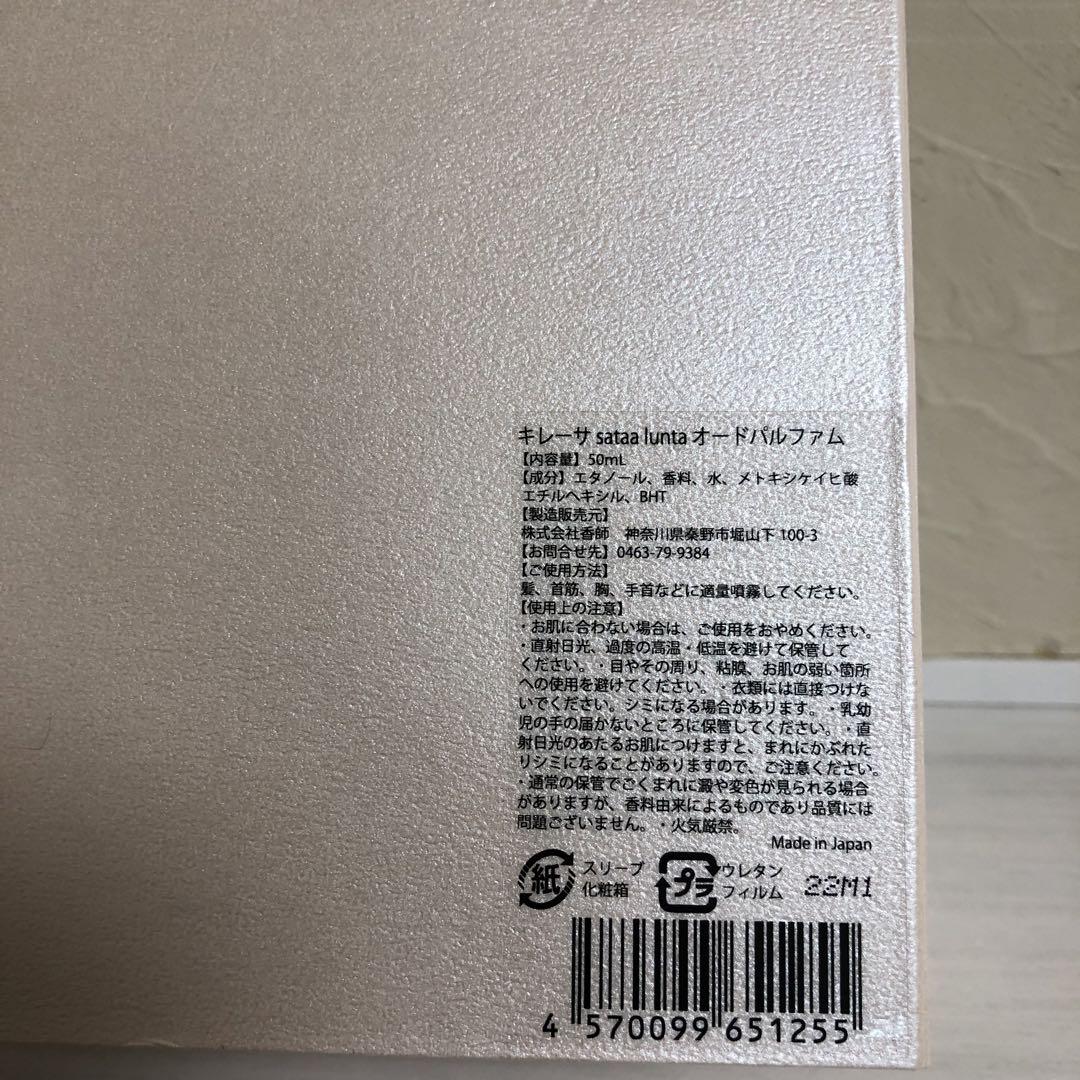 キレーサ sataa lunta オードパルファム
【内容量】50mL
【成分】エタノール、香料、水、メトキシケイヒ酸
エチルヘキシル、BHT
【製造販売元】
株式会社香師　神奈川県秦野市堀山下 100-3
【お問合せ先】0463-79-9384
【ご使用方法】
髪、首筋、胸、手首などに適量噴霧してください。
【使用上の注意】
・お肌に合わない場合は、ご使用をおやめください。
・直射日光、過度の高温・低温を避けて保管して
ください。・目やその周り、粘膜、お肌の弱い箇所
への使用を避けてください。・衣類には直接つけな
いでください。シミになる場合があります。・乳幼
児の手の届かないところに保管してください。・直
射日光のあたるお肌につけますと、まれにかぶれた
リシミになることがありますので、ご注意ください。
・通常の保管でごくまれに澱や変色が見られる場合
がありますが、香料由来によるものであり品質には
問題ございません。・火気厳禁。
Made in Japan
紙 スリーブ 化粧箱
プラ ウレタン フィルム
22M1
4 570099 651255